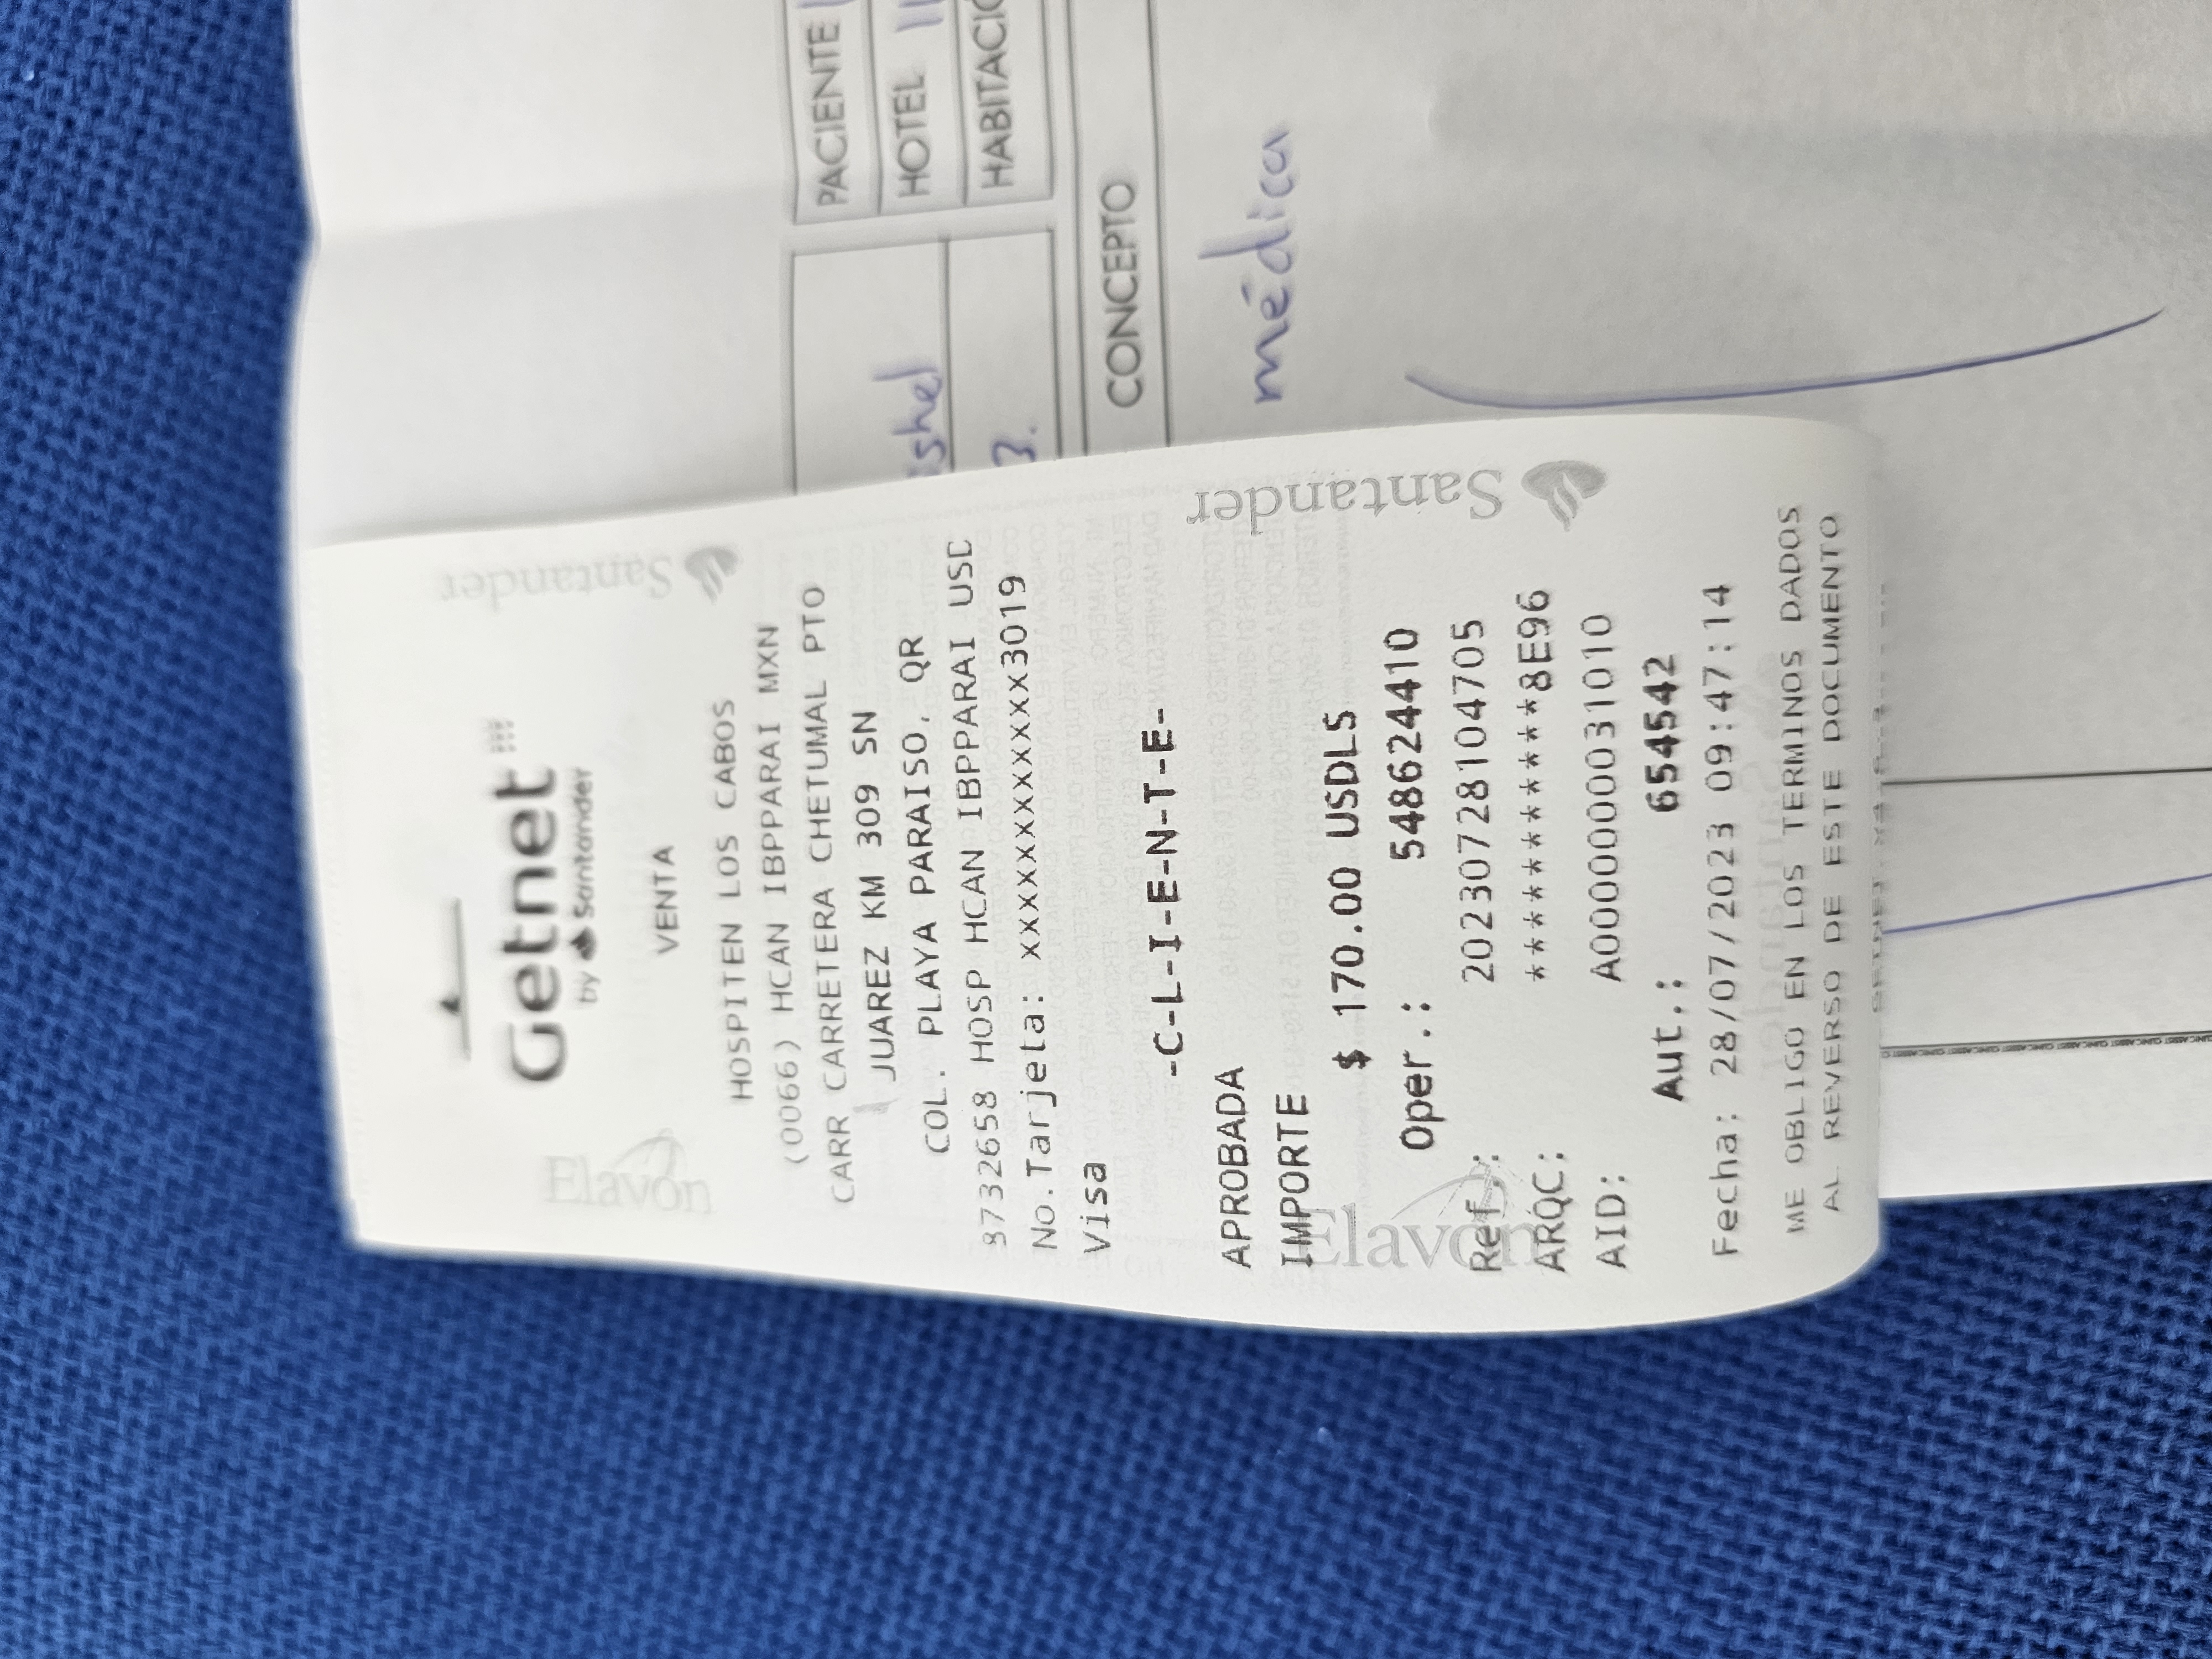 Getnet
by Santander
VENTA
HOSPITEN LOS CABOS
(0066) HCAN IBPPARAI MXN
CARR CARRETERA CHETUMAL PTO
JUAREZ KM 309 SN
COL. PLAYA PARAISO, QR
8732658 HOSP HCAN IBPPARAI USD
No.Tarjeta: xxxxxxxxxxxx3019
Visa
-C-L-I-E-N-T-E-
APROBADA
IMPORTE
$ 170.00 USDLS
Oper.: 548624410
Ref.: 20230728104705
ARQC: ************8E96
AID: A0000000031010
Aut.: 654542
Fecha: 28/07/2023 09:47:14
ME OBLIGO EN LOS TERMINOS DADOS
AL REVERSO DE ESTE DOCUMENTO
Elavon
Santander
Elavon
Santander
PACIENTE
HOTEL
HABITACIO
3.
CONCEPTO
médica